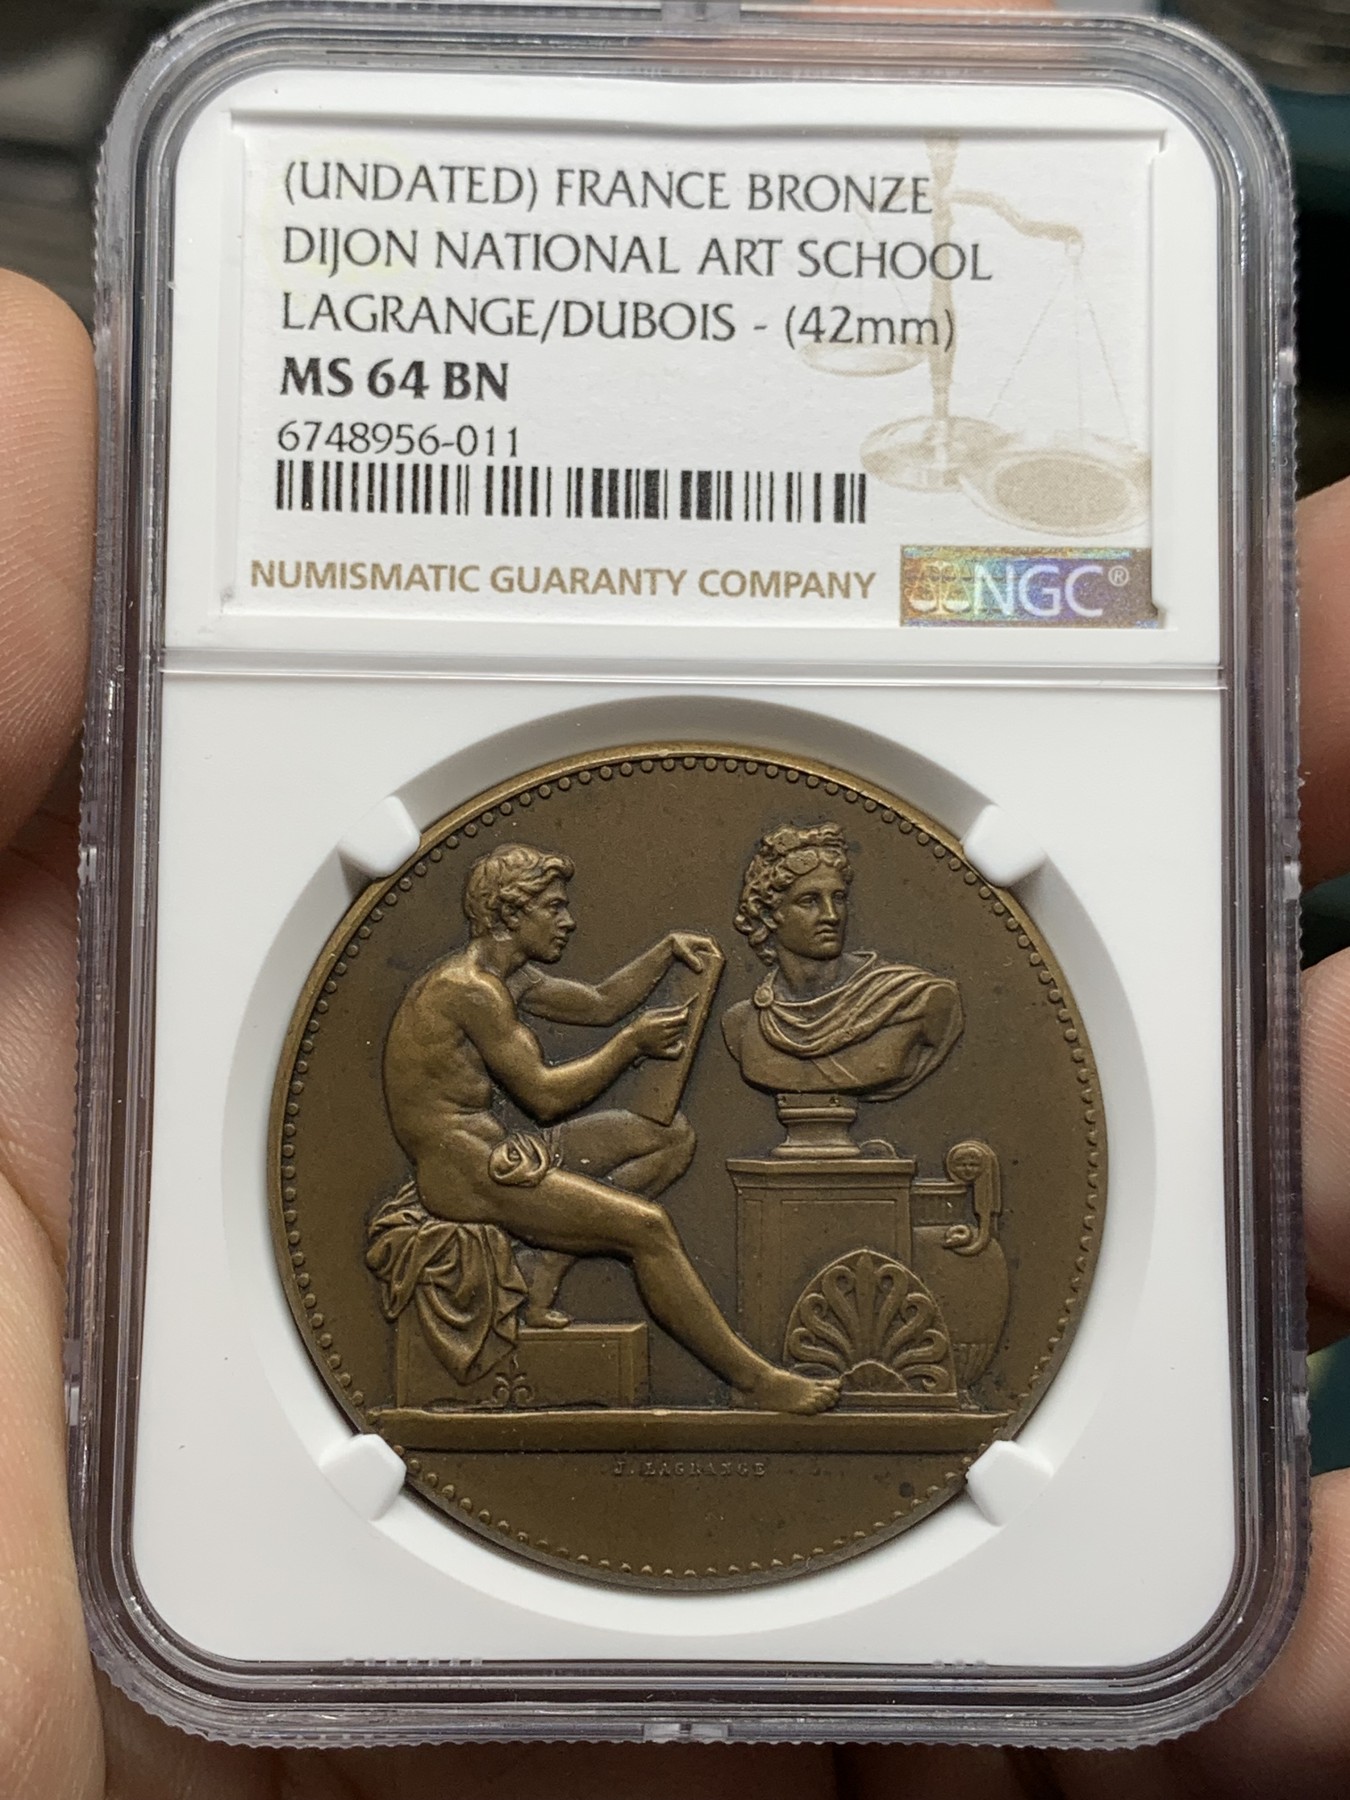 (UNDATED) FRANCE BRONZE
DIJON NATIONAL ART SCHOOL
LAGRANGE/DUBOIS - (42mm)
MS 64 BN
6748956-011
NUMISMATIC GUARANTY COMPANY
NGC®
J. LAGRANGE